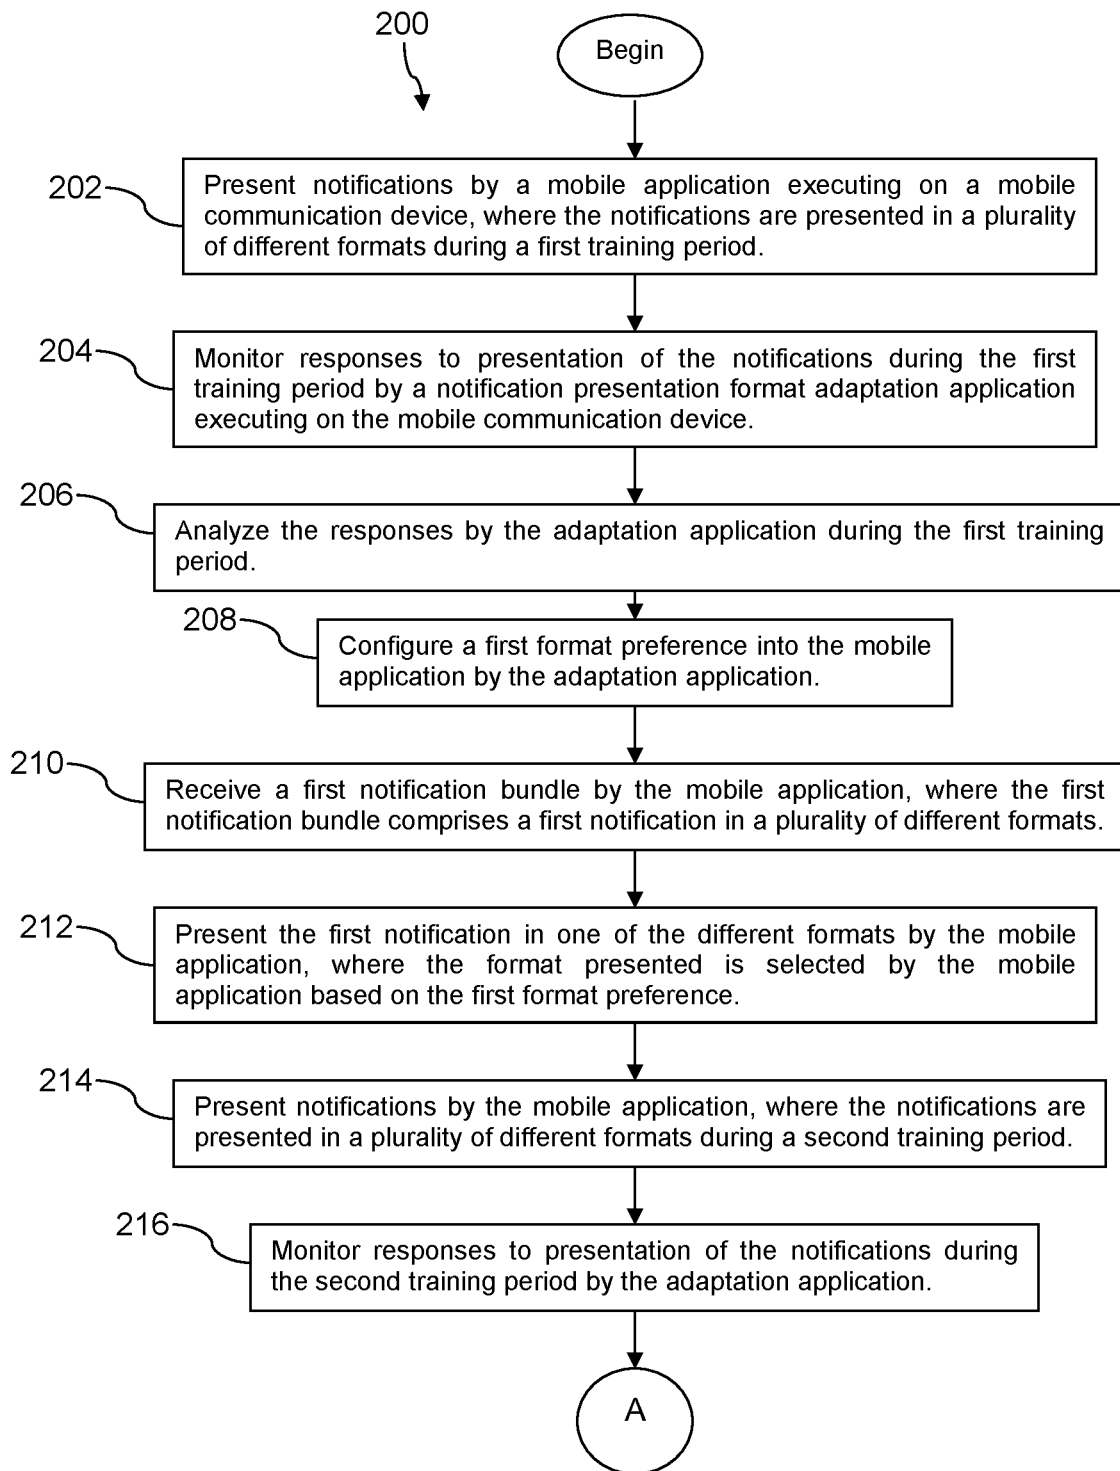 200
Begin
202
Present notifications by a mobile application executing on a mobile
communication device, where the notifications are presented in a plurality
of different formats during a first training period.
204
Monitor responses to presentation of the notifications during the first
training period by a notification presentation format adaptation application
executing on the mobile communication device.
206
Analyze the responses by the adaptation application during the first training
period.
208
Configure a first format preference into the mobile
application by the adaptation application.
210
Receive a first notification bundle by the mobile application, where the first
notification bundle comprises a first notification in a plurality of different formats.
212
Present the first notification in one of the different formats by the mobile
application, where the format presented is selected by the mobile
application based on the first format preference.
214
Present notifications by the mobile application, where the notifications are
presented in a plurality of different formats during a second training period.
216
Monitor responses to presentation of the notifications during
the second training period by the adaptation application.
A